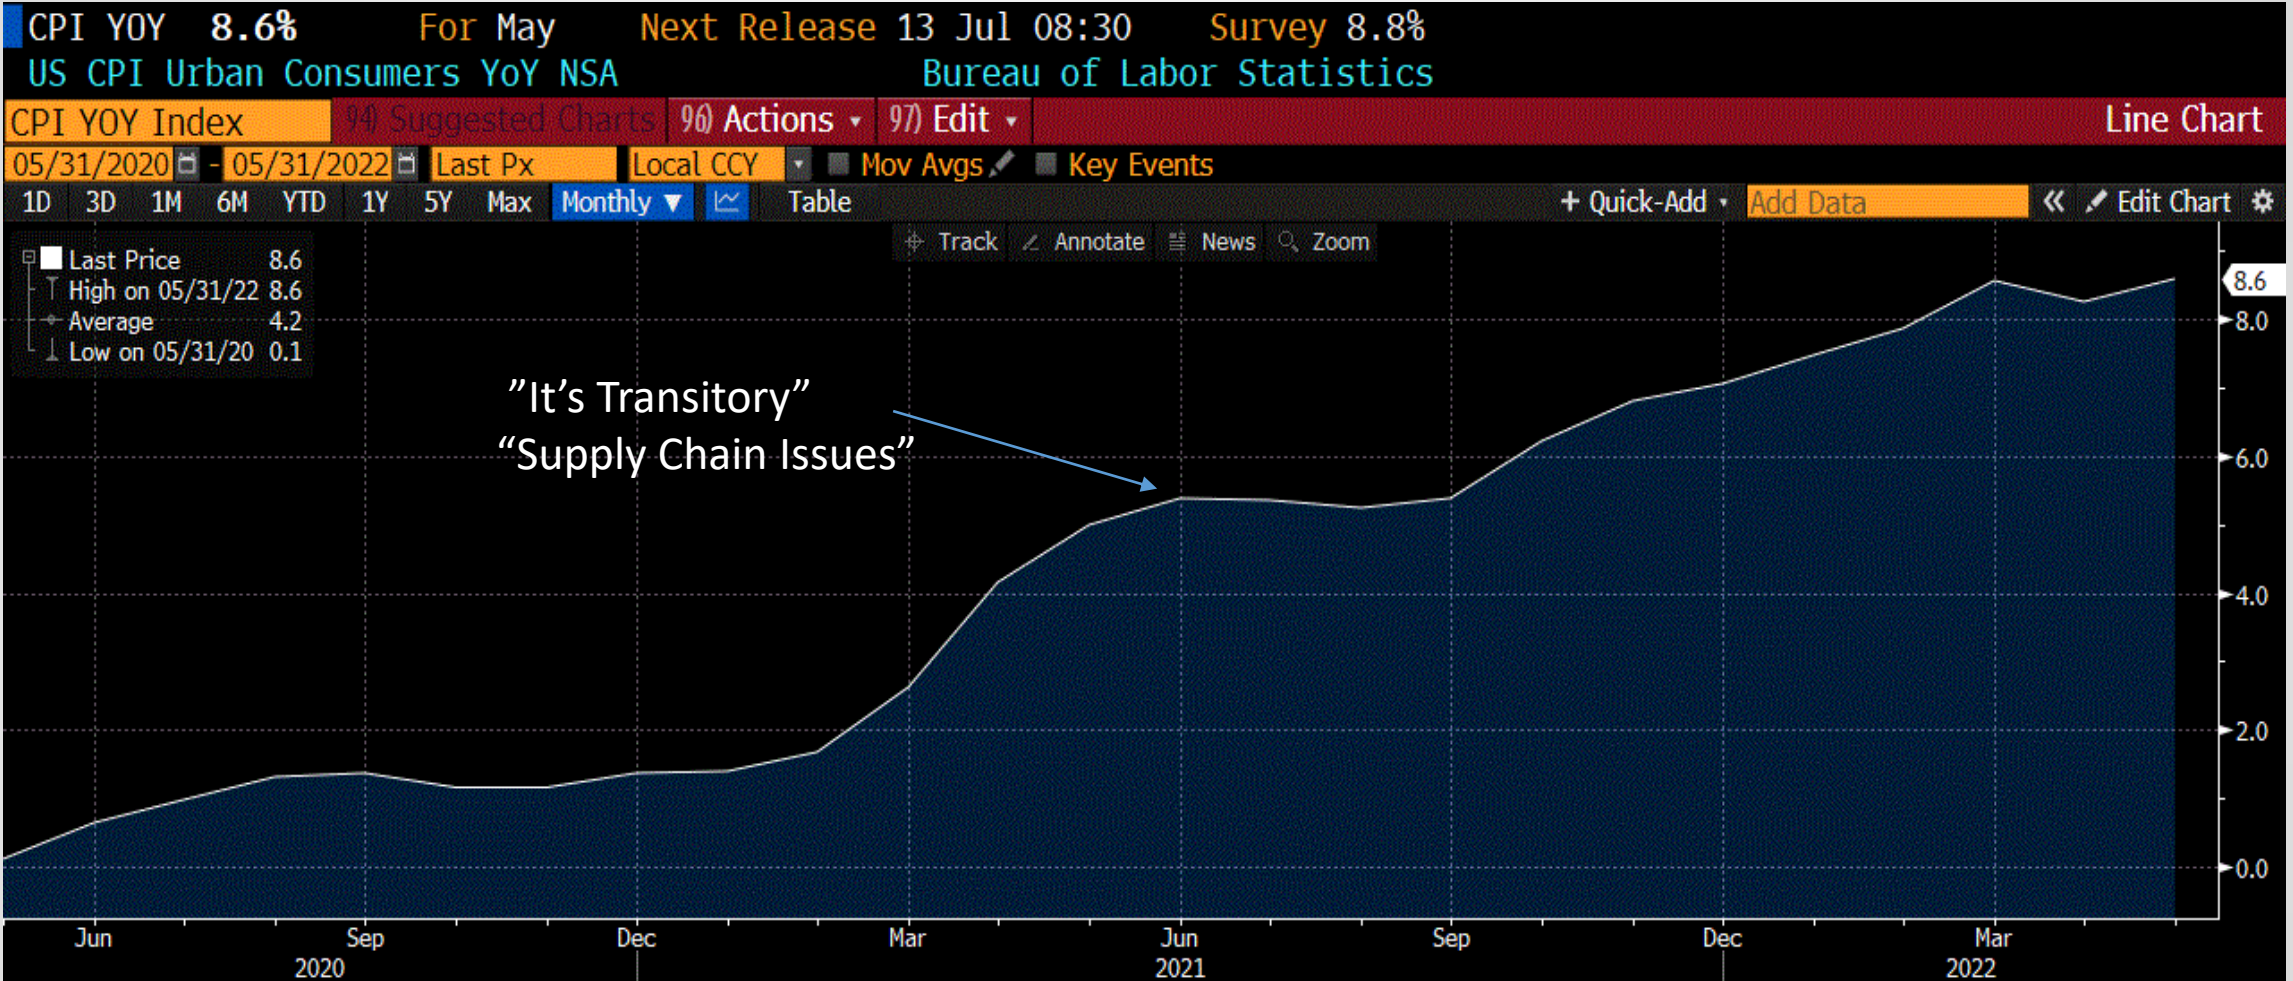 CPI YOY 8.6% For May Next Release 13 Jul 08:30 Survey 8.8%
US CPI Urban Consumers YoY NSA Bureau of Labor Statistics
CPI YOY Index 94) Suggested Charts 96) Actions 97) Edit Line Chart
05/31/2020 - 05/31/2022 Last Px Local CCY Mov Avgs Key Events
1D 3D 1M 6M YTD 1Y 5Y Max Monthly ▼ Table + Quick-Add Add Data « Edit Chart
Track Annotate News Zoom
Last Price 8.6
High on 05/31/22 8.6
Average 4.2
Low on 05/31/20 0.1
”It’s Transitory”
“Supply Chain Issues”
8.6
8.0
6.0
4.0
2.0
0.0
Jun Sep Dec Mar Jun Sep Dec Mar
2020 2021 2022